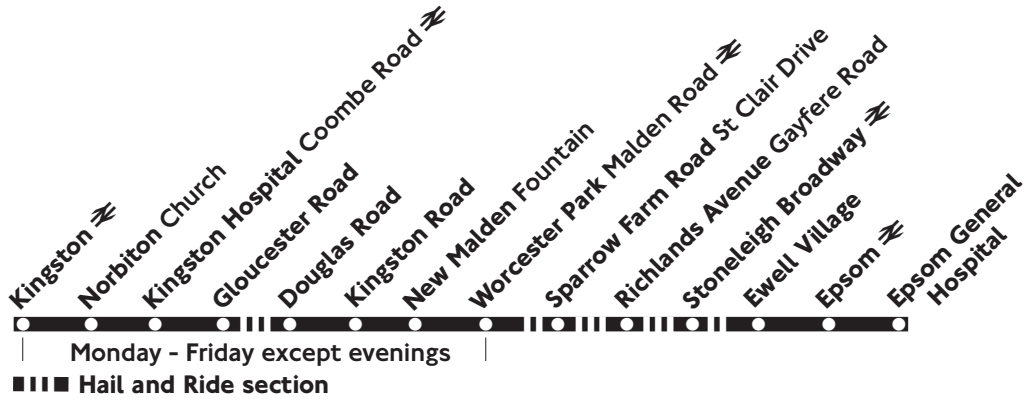 Kingston
Norbiton Church
Kingston Hospital Coombe Road
Gloucester Road
Douglas Road
Kingston Road
New Malden Fountain
Worcester Park Malden Road
Sparrow Farm Road St Clair Drive
Richlands Avenue Gayfere Road
Stoneleigh Broadway
Ewell Village
Epsom
Epsom General
Hospital
Monday - Friday except evenings
Hail and Ride section